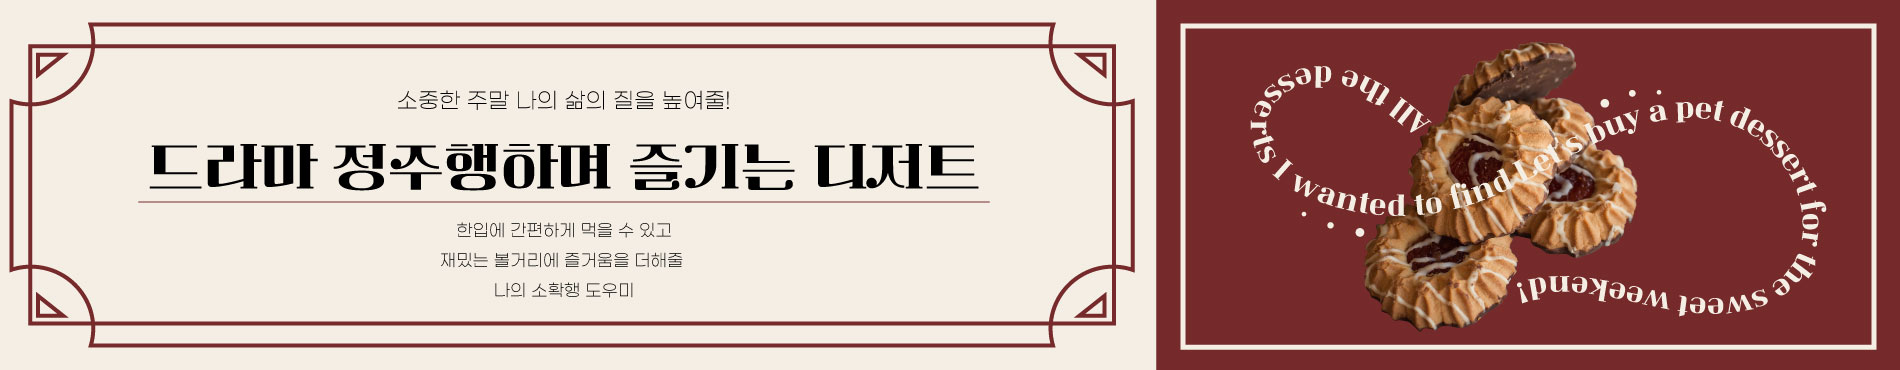 소중한 주말 나의 삶의 질을 높여줄!
드라마 정주행하며 즐기는 디저트
한입에 간편하게 먹을 수 있고
재밌는 볼거리에 즐거움을 더해줄
나의 소확행 도우미
All the desserts I wanted to find Let's buy a pet dessert for the sweet weekend!